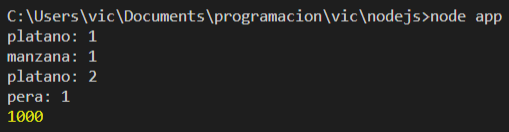 C:\Users\vic\Documents\programacion\vic\nodejs>node app
platano: 1
manzana: 1
platano: 2
pera: 1
1000